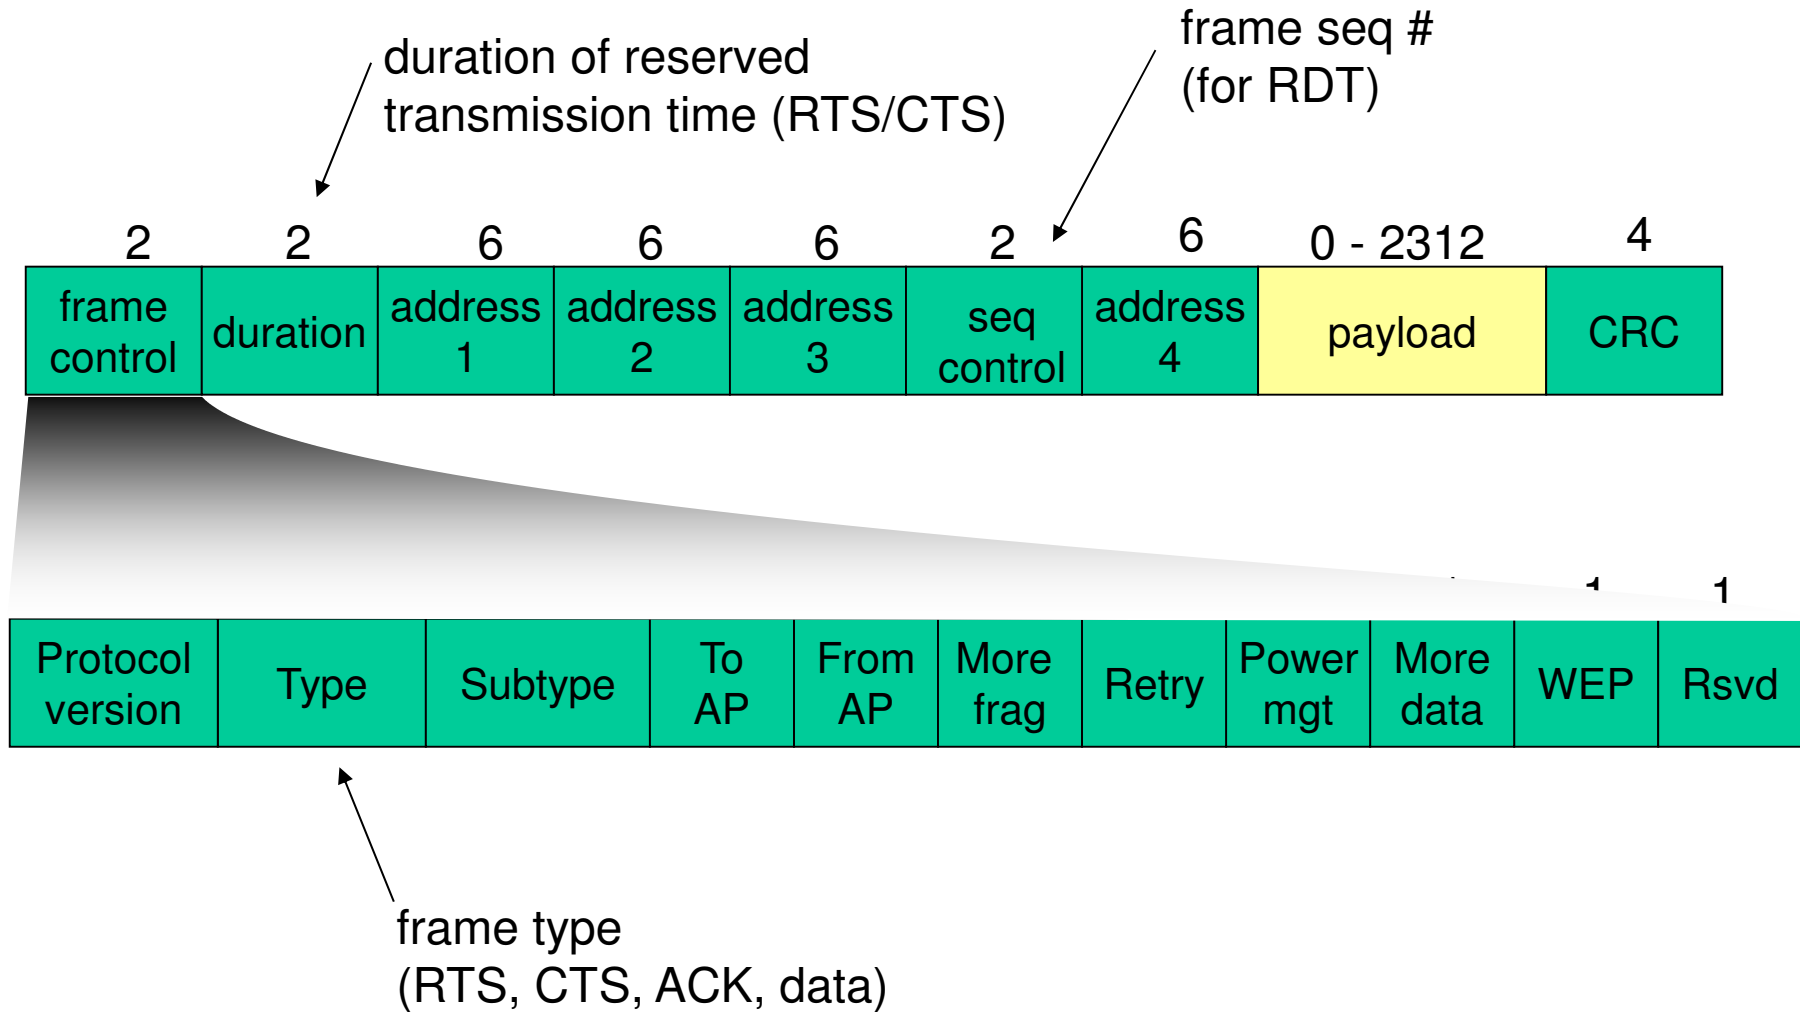 duration of reserved
transmission time (RTS/CTS)
frame seq #
(for RDT)
2 2 6 6 6 2 6 0 - 2312 4
frame
control
duration
address
1
address
2
address
3
seq
control
address
4
payload
CRC
1 1
Protocol
version
Type
Subtype
To
AP
From
AP
More
frag
Retry
Power
mgt
More
data
WEP
Rsvd
frame type
(RTS, CTS, ACK, data)